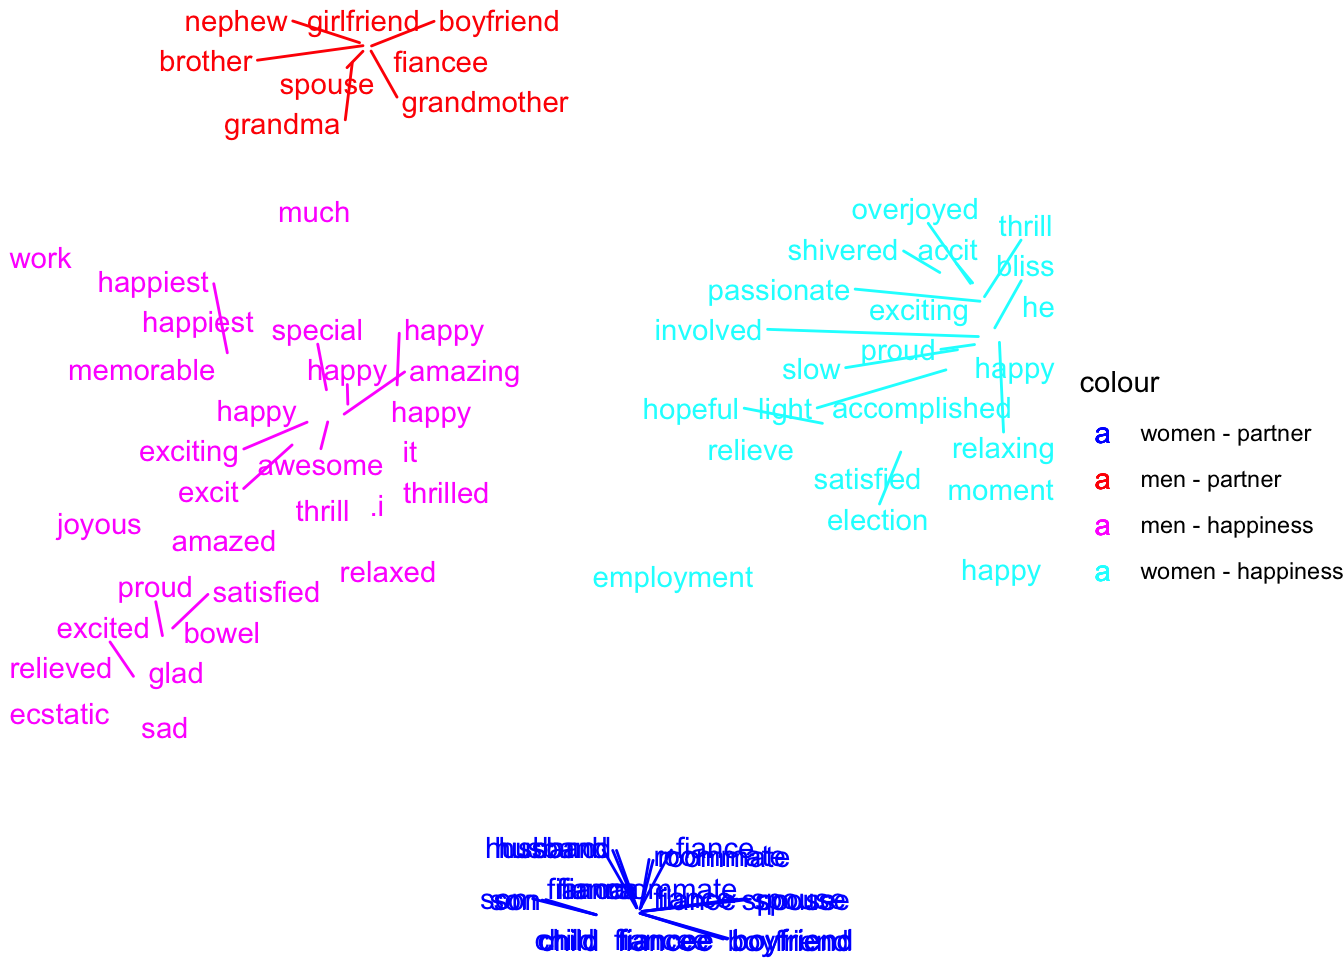 nephew girlfriend boyfriend
brother fiancee
spouse
grandmother
grandma
much
overjoyed
thrill
work
shivered accit
happiest
bliss
passionate
exciting he
happiest
special happy
involved
proud
memorable happy amazing
slow happy
happy happy
hopeful light accomplished
exciting it
awesome
relieve
relaxing
excit thrilled
satisfied
moment
thrill .i
election
joyous
amazed
relaxed
employment
happy
proud satisfied
excited bowel
relieved glad
ecstatic sad
colour
a women - partner
a men - partner
a men - happiness
a women - happiness
husband fiance
roommate
son fiance spouse
child fiancee boyfriend